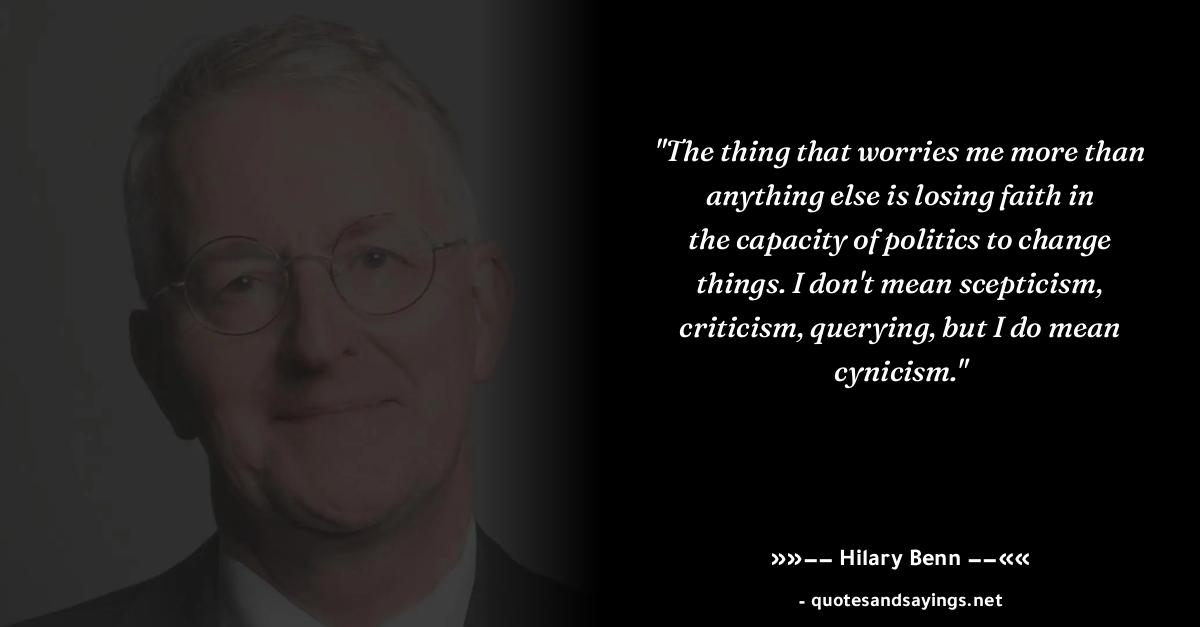 "The thing that worries me more than
anything else is losing faith in
the capacity of politics to change
things. I don't mean scepticism,
criticism, querying, but I do mean
cynicism."
»»–– Hilary Benn ––««
- quotesandsayings.net